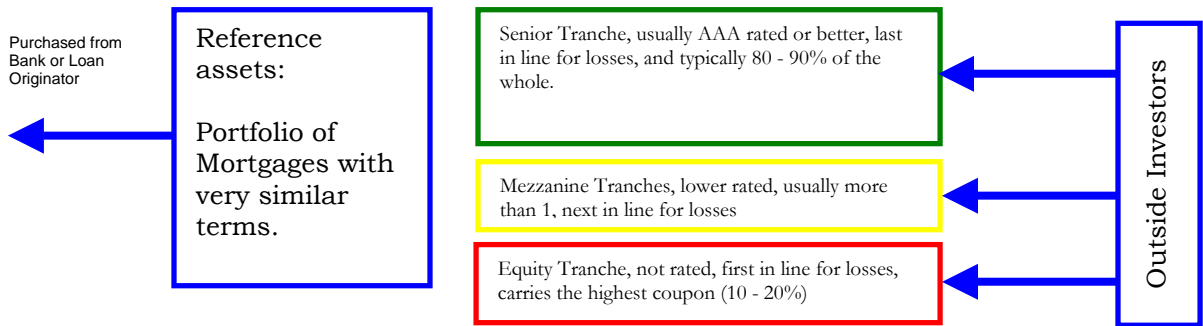 Purchased from
Bank or Loan
Originator
Reference
assets:
Portfolio of
Mortgages with
very similar
terms.
Senior Tranche, usually AAA rated or better, last
in line for losses, and typically 80 - 90% of the
whole.
Mezzanine Tranches, lower rated, usually more
than 1, next in line for losses
Equity Tranche, not rated, first in line for losses,
carries the highest coupon (10 - 20%)
Outside Investors